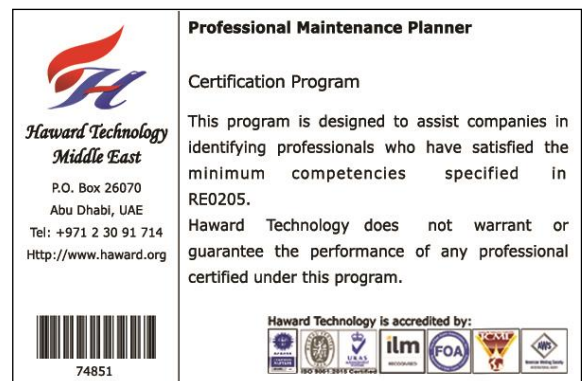 Haward Technology
Middle East
P.O. Box 26070
Abu Dhabi, UAE
Tel: +971 2 30 91 714
Http://www.haward.org
74851
Professional Maintenance Planner
Certification Program
This program is designed to assist companies in
identifying professionals who have satisfied the
minimum competencies specified in
RE0205.
Haward Technology does not warrant or
guarantee the performance of any professional
certified under this program.
Haward Technology is accredited by:
UKAS
ilm
FOA
ICML
AWS
ISO 9001:2015 Certified